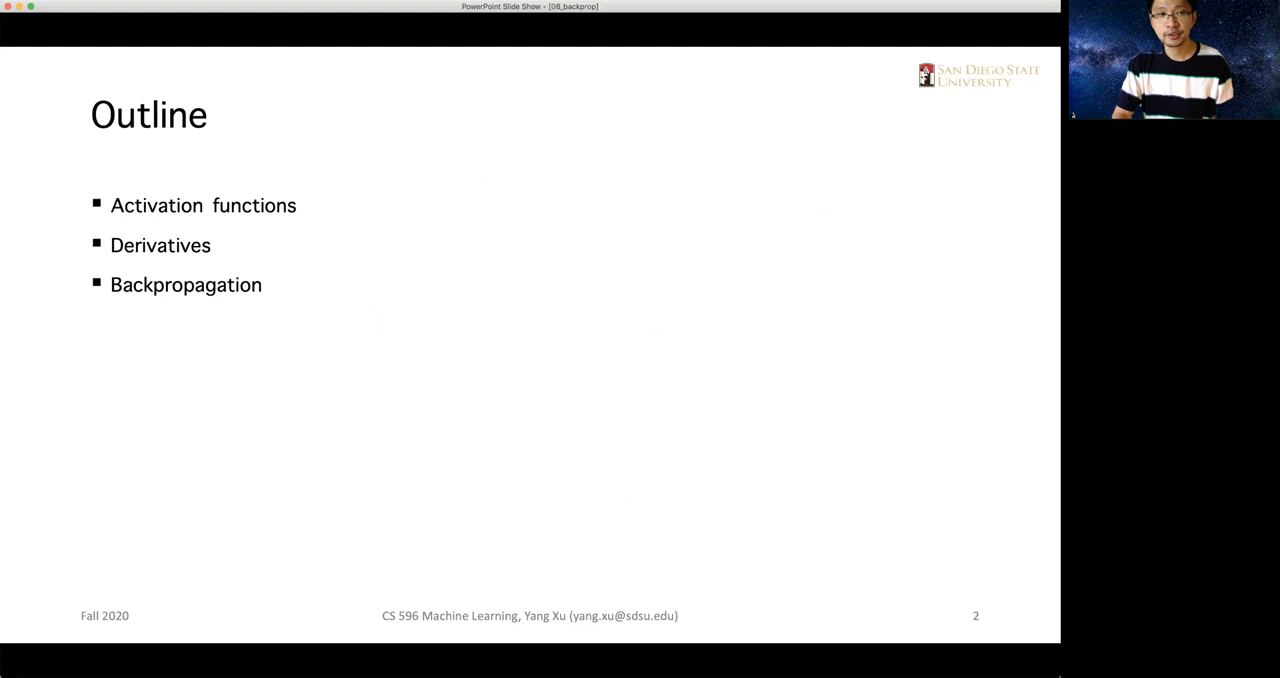 PowerPoint Slide Show - [08_backprop]
SAN DIEGO STATE
UNIVERSITY
Outline
▪ Activation functions
▪ Derivatives
▪ Backpropagation
Fall 2020
CS 596 Machine Learning, Yang Xu (yang.xu@sdsu.edu)
2